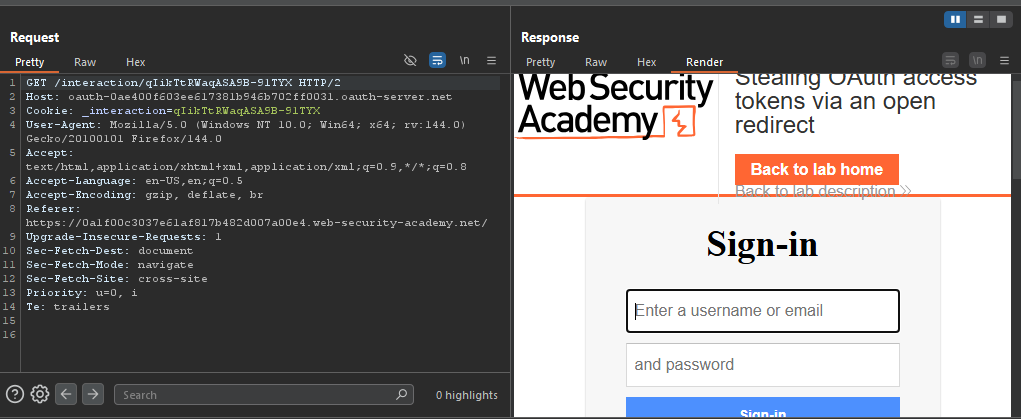 Request
Pretty Raw Hex
\n
1 GET /interaction/qIikTtRWaqASA9B-91TYX HTTP/2
2 Host: oauth-0ae400f603ee617381b946b702ff0031.oauth-server.net
3 Cookie: _interaction=qIikTtRWaqASA9B-91TYX
4 User-Agent: Mozilla/5.0 (Windows NT 10.0; Win64; x64; rv:144.0)
Gecko/20100101 Firefox/144.0
5 Accept:
text/html,application/xhtml+xml,application/xml;q=0.9,*/*;q=0.8
6 Accept-Language: en-US,en;q=0.5
7 Accept-Encoding: gzip, deflate, br
8 Referer:
https://0a1f00c3037e61af817b482d007a00e4.web-security-academy.net/
9 Upgrade-Insecure-Requests: 1
10 Sec-Fetch-Dest: document
11 Sec-Fetch-Mode: navigate
12 Sec-Fetch-Site: cross-site
13 Priority: u=0, i
14 Te: trailers
15
16
Search
0 highlights
Response
Pretty Raw Hex Render
\n
Web Security
Academy
Stealing OAuth access
tokens via an open
redirect
Back to lab home
Back to lab description
Sign-in
Enter a username or email
and password
Sign-in